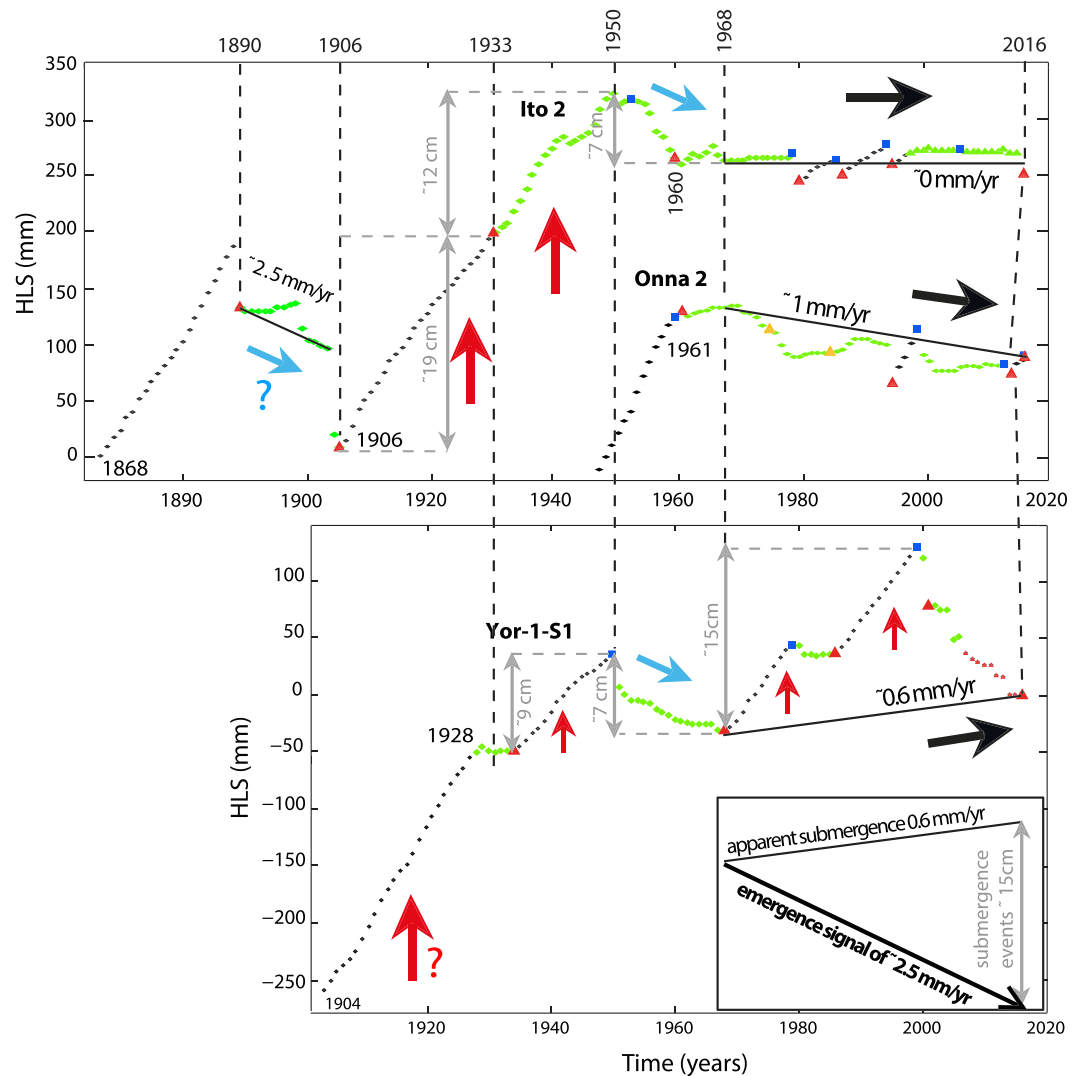 1890
1906
1933
1950
1968
2016
350
300
250
200
150
100
50
0
HLS (mm)
Ito 2
~12 cm
~7 cm
~19 cm
1960
~0 mm/yr
~2.5 mm/yr
?
1868
1906
Onna 2
1961
~1 mm/yr
1890
1900
1920
1940
1960
1980
2000
2020
100
50
0
−50
−100
−150
−200
−250
HLS (mm)
Yor-1-S1
1928
~9 cm
~7 cm
~15cm
~0.6 mm/yr
?
1904
apparent submergence 0.6 mm/yr
emergence signal of ~2.5 mm/yr
submergence
events ~ 15cm
1920
1940
1960
1980
2000
2020
Time (years)